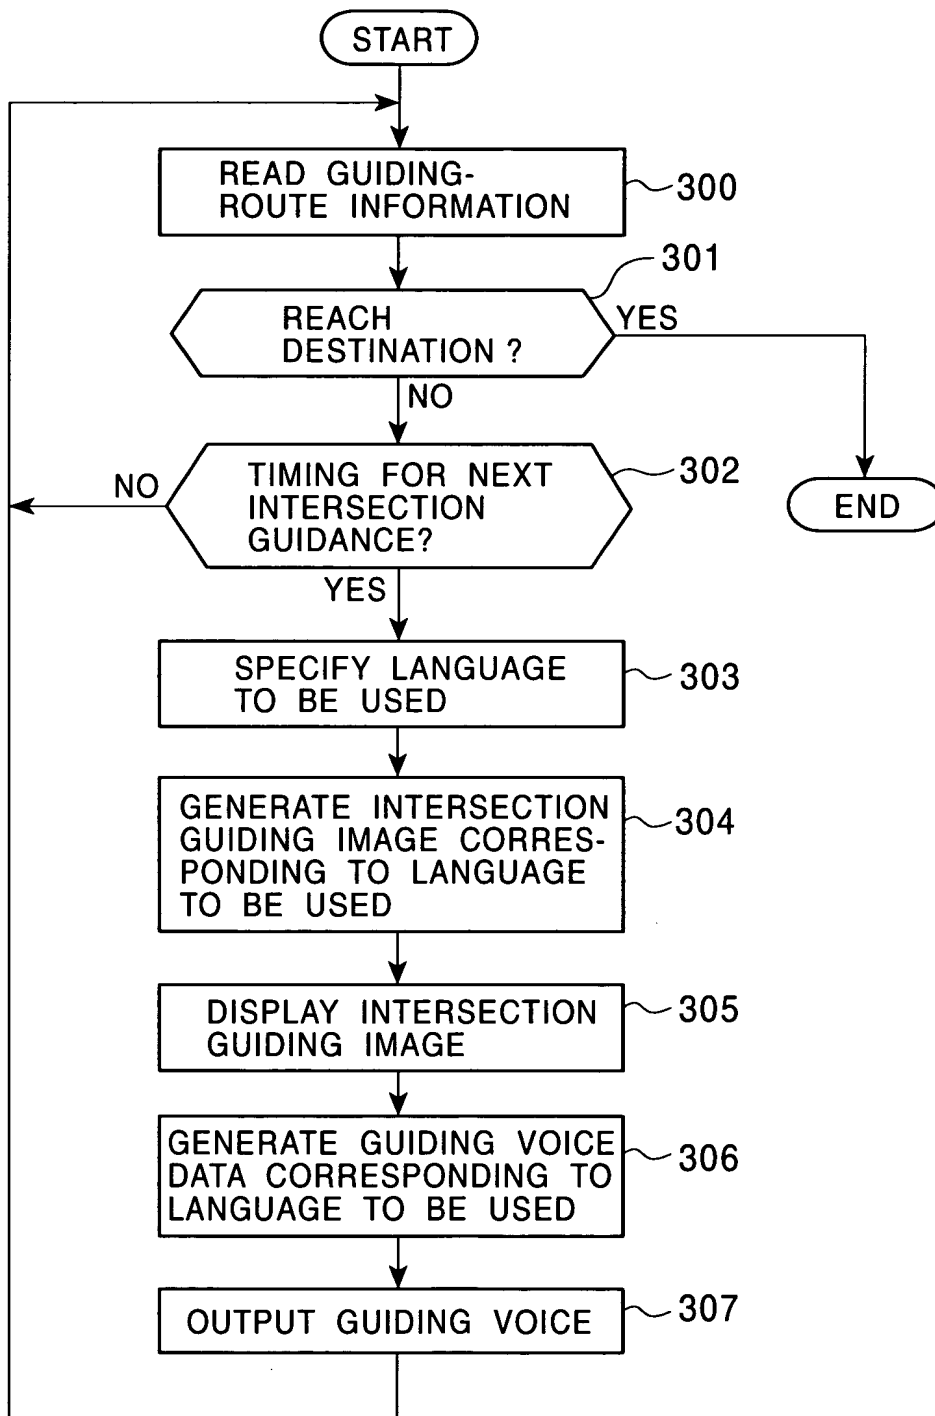 START
READ GUIDING-
ROUTE INFORMATION
300
301
REACH
DESTINATION ?
YES
NO
302
TIMING FOR NEXT
INTERSECTION
GUIDANCE?
NO
END
YES
SPECIFY LANGUAGE
TO BE USED
303
GENERATE INTERSECTION
GUIDING IMAGE CORRES-
PONDING TO LANGUAGE
TO BE USED
304
DISPLAY INTERSECTION
GUIDING IMAGE
305
GENERATE GUIDING VOICE
DATA CORRESPONDING TO
LANGUAGE TO BE USED
306
OUTPUT GUIDING VOICE
307